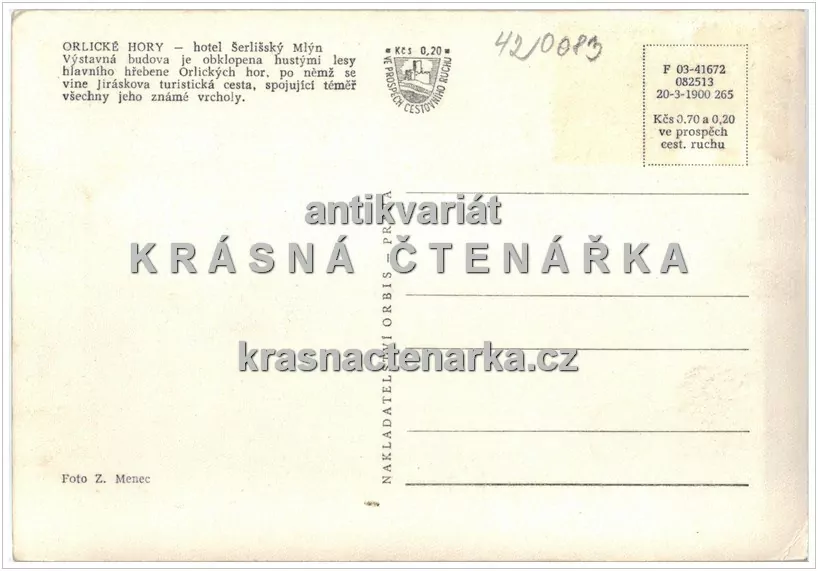 ORLICKÉ HORY — hotel Šerlišský Mlýn
Výstavná budova je obklopena hustými lesy
hlavního hřebene Orlických hor, po němž se
vine Jiráskova turistická cesta, spojující téměř
všechny jeho známé vrcholy.
Kčs 0,20
VE PROSPĚCH CESTOVNÍHO RUCHU
42/0083
F 03-41672
082513
20-3-1900 265
Kčs 0.70 a 0,20
ve prospěch
cest. ruchu
antikvariát
KRÁSNÁ ČTENÁŘKA
krasnactenarka.cz
NAKLADATELSTVÍ ORBIS — PRAHA
Foto Z. Menec